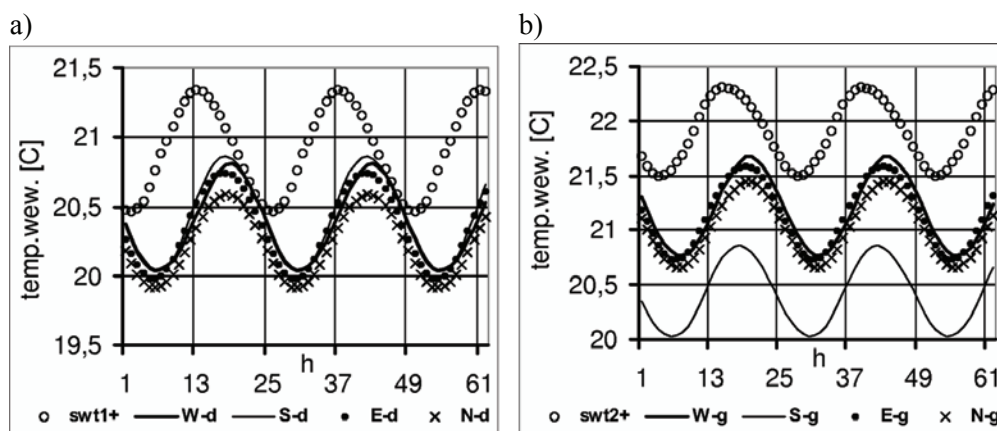 a)
21,5
21
20,5
20
19,5
temp.wew. [C]
h
1 13 25 37 49 61
swt1+ W-d S-d E-d N-d
b)
22,5
22
21,5
21
20,5
20
temp.wew. [C]
h
1 13 25 37 49 61
swt2+ W-g S-g E-g N-g